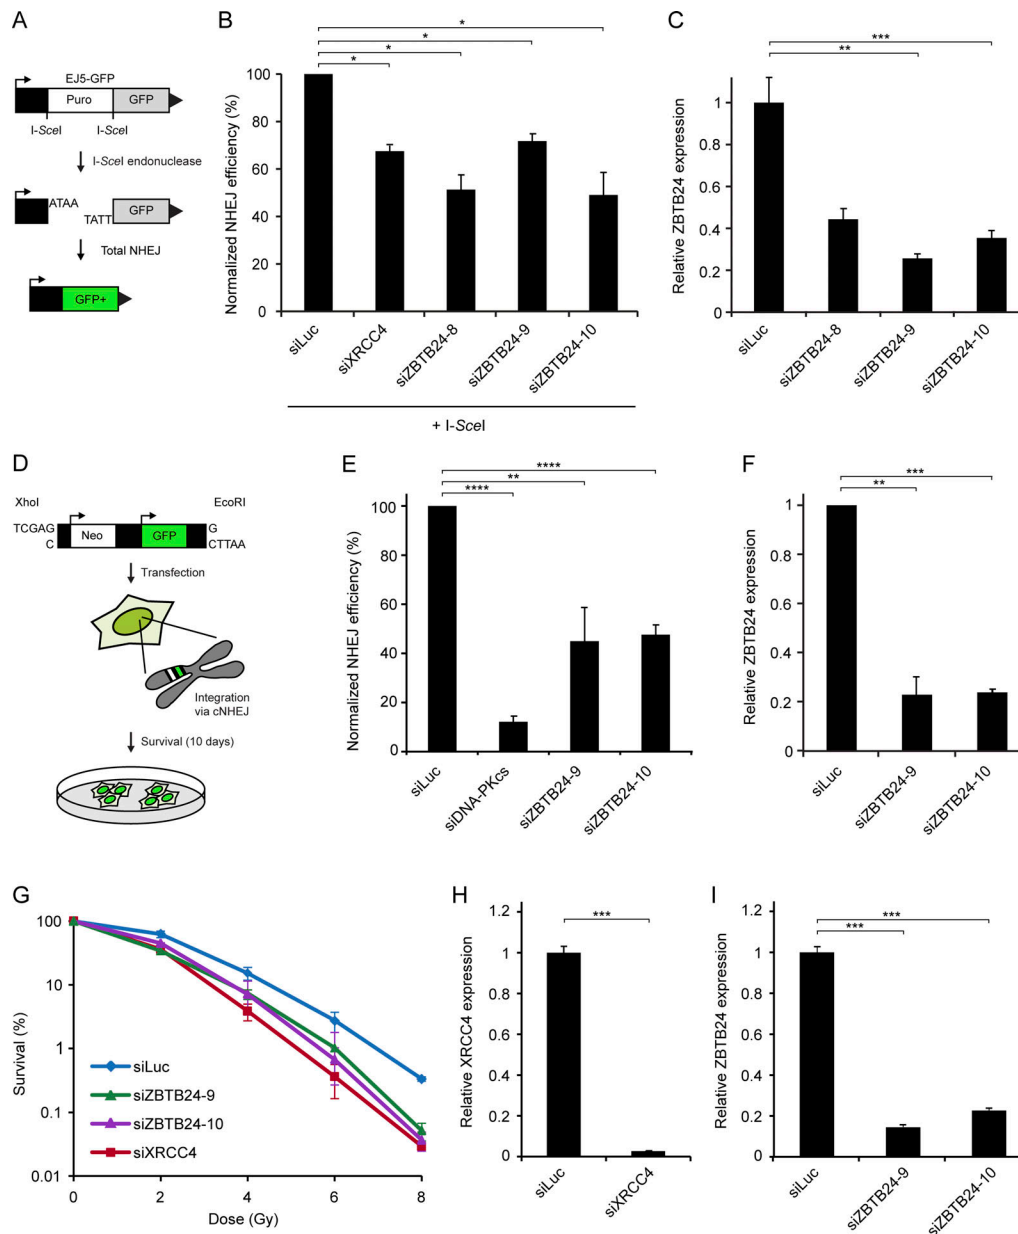 A
EJ5-GFP
Puro
GFP
I-SceI
I-SceI
I-SceI endonuclease
ATAA
TATT
GFP
Total NHEJ
GFP+
B
*
*
*
*
Normalized NHEJ efficiency (%)
100
80
60
40
20
0
siLuc
siXRCC4
siZBTB24-8
siZBTB24-9
siZBTB24-10
+ I-SceI
C
***
**
Relative ZBTB24 expression
1
0.8
0.6
0.4
0.2
0
siLuc
siZBTB24-8
siZBTB24-9
siZBTB24-10
D
XhoI
EcoRI
TCGAG
C
Neo
GFP
G
CTTAA
Transfection
Integration
via cNHEJ
Survival (10 days)
E
****
**
****
Normalized NHEJ efficiency (%)
100
80
60
40
20
0
siLuc
siDNA-PKcs
siZBTB24-9
siZBTB24-10
F
***
**
Relative ZBTB24 expression
1
0.8
0.6
0.4
0.2
0
siLuc
siZBTB24-9
siZBTB24-10
G
Survival (%)
100
10
1
0.1
0.01
siLuc
siZBTB24-9
siZBTB24-10
siXRCC4
0
2
4
6
8
Dose (Gy)
H
***
Relative XRCC4 expression
1.2
1
0.8
0.6
0.4
0.2
0
siLuc
siXRCC4
I
***
***
Relative ZBTB24 expression
1.2
1
0.8
0.6
0.4
0.2
0
siLuc
siZBTB24-9
siZBTB24-10